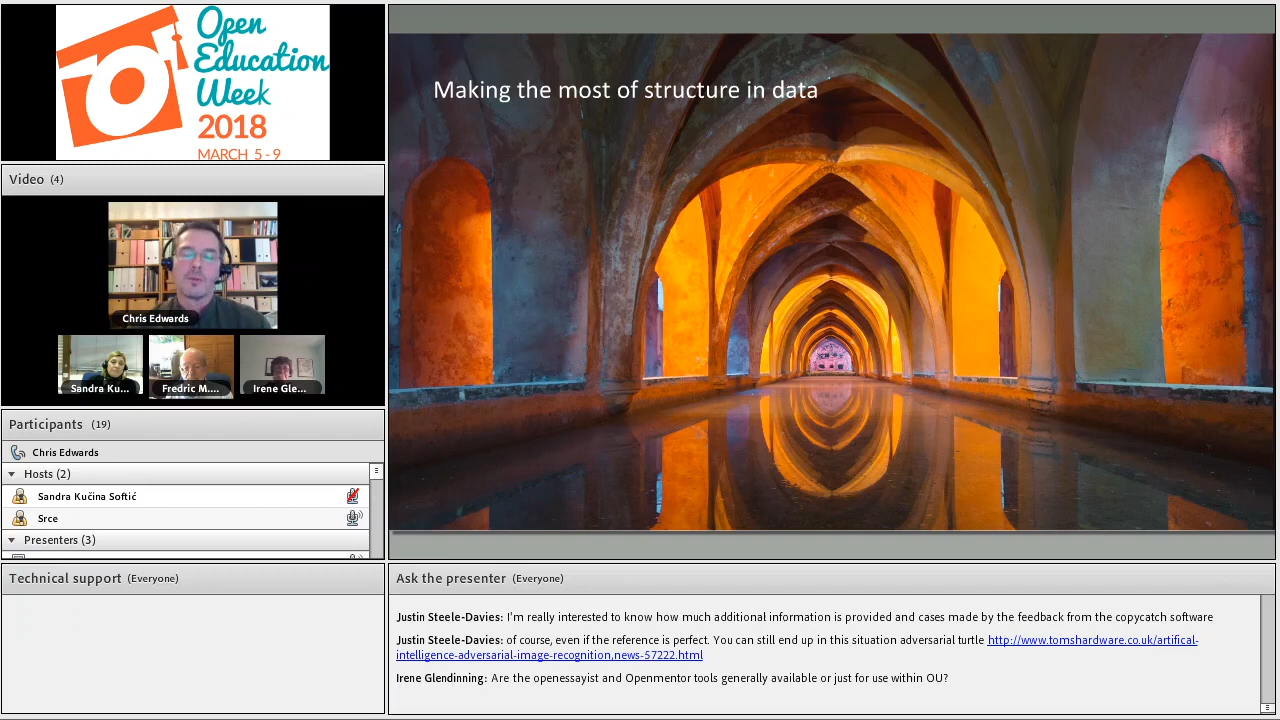 Open
Education
Week
2018
MARCH 5 - 9
Video (4)
Chris Edwards
Sandra Ku...
Fredric M....
Irene Gle...
Participants (19)
Chris Edwards
Hosts (2)
Sandra Kučina Softić
Srce
Presenters (3)
Technical support (Everyone)
Making the most of structure in data
Ask the presenter (Everyone)
Justin Steele-Davies: I'm really interested to know how much additional information is provided and cases made by the feedback from the copycatch software
Justin Steele-Davies: of course, even if the reference is perfect. You can still end up in this situation adversarial turtle http://www.tomshardware.co.uk/artifical-
intelligence-adversarial-image-recognition,news-57222.html
Irene Glendinning: Are the openessayist and Openmentor tools generally available or just for use within OU?